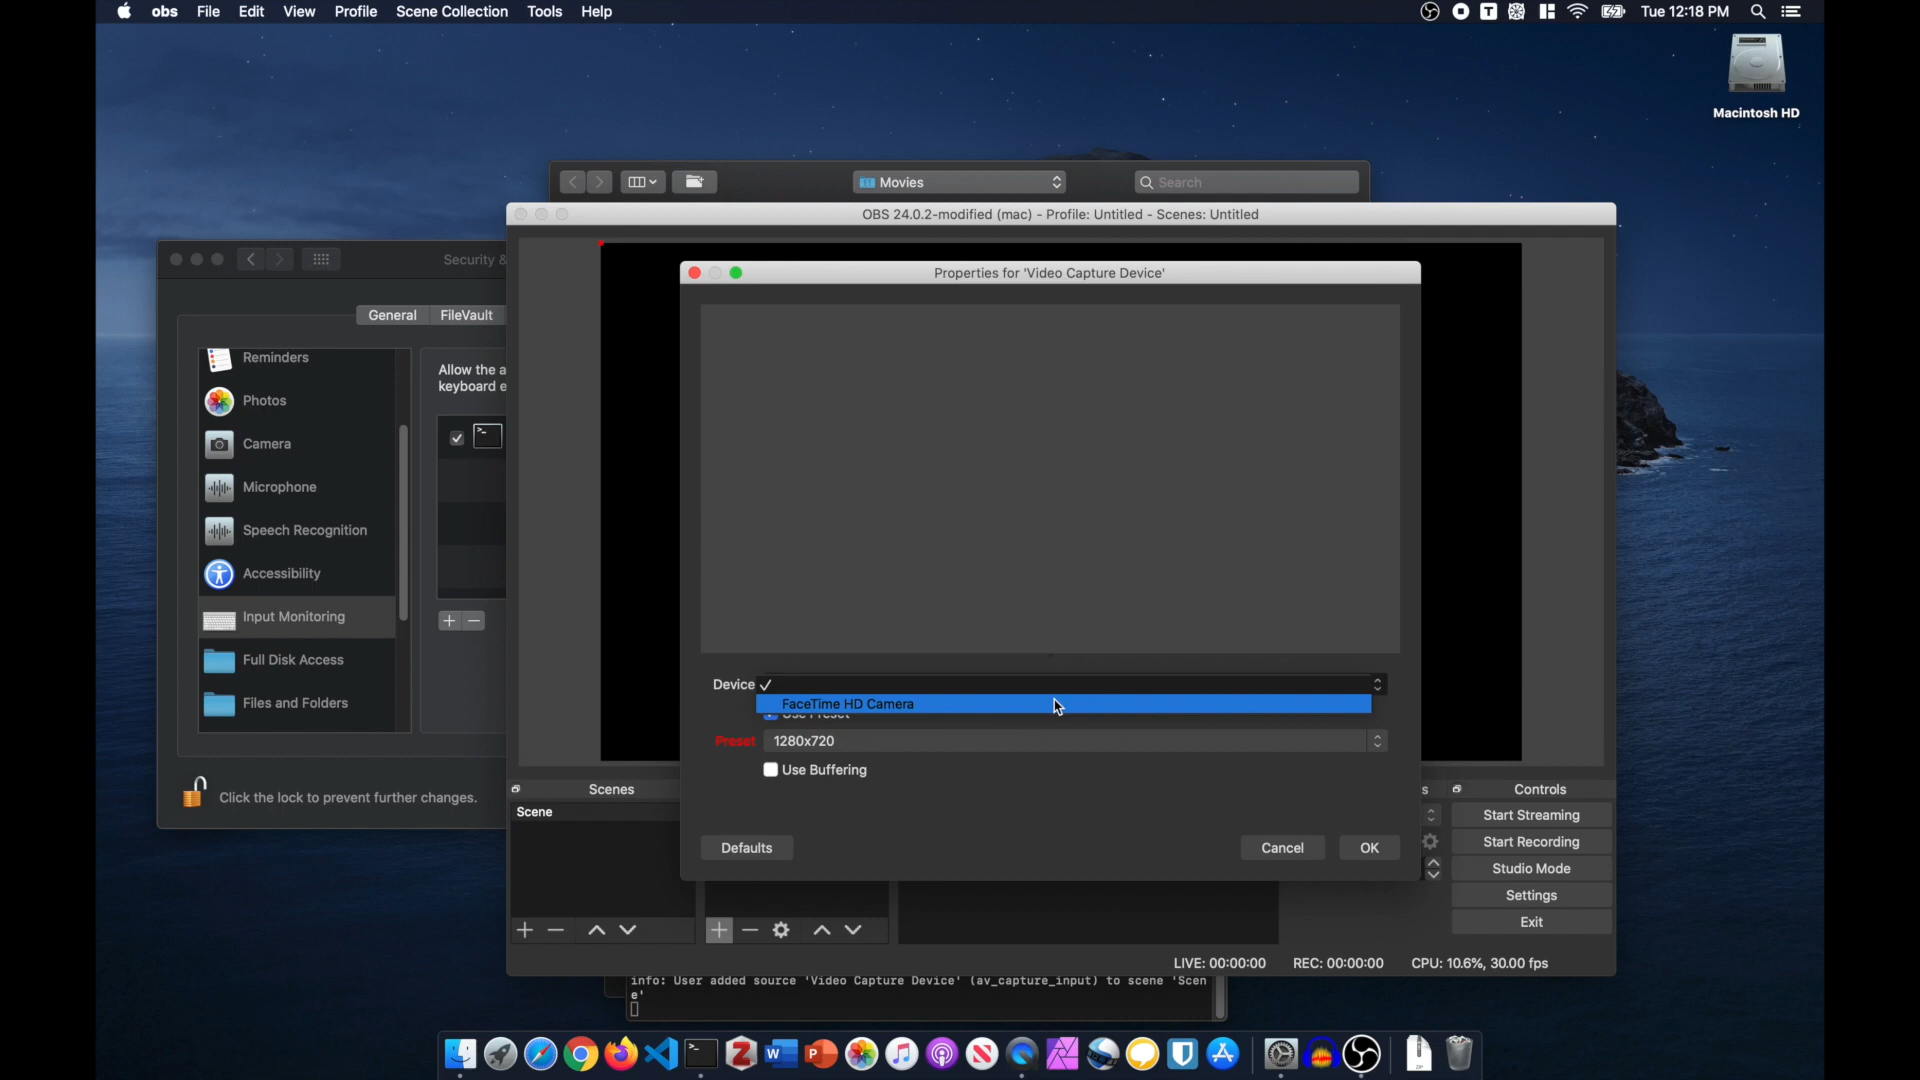 obs File Edit View Profile Scene Collection Tools Help
T
Tue 12:18 PM
Macintosh HD
Movies
Search
OBS 24.0.2-modified (mac) - Profile: Untitled - Scenes: Untitled
Security &
Properties for 'Video Capture Device'
General FileVault
Reminders
Photos
Camera
Microphone
Speech Recognition
Accessibility
Input Monitoring
Full Disk Access
Files and Folders
Allow the a
keyboard e
Click the lock to prevent further changes.
Device
FaceTime HD Camera
Use Preset
Preset 1280x720
Use Buffering
Defaults
Cancel OK
Scenes
Scene
s
Controls
Start Streaming
Start Recording
Studio Mode
Settings
Exit
LIVE: 00:00:00 REC: 00:00:00 CPU: 10.6%, 30.00 fps
info: User added source 'Video Capture Device' (av_capture_input) to scene 'Scen
e'
Z W P
ZIP